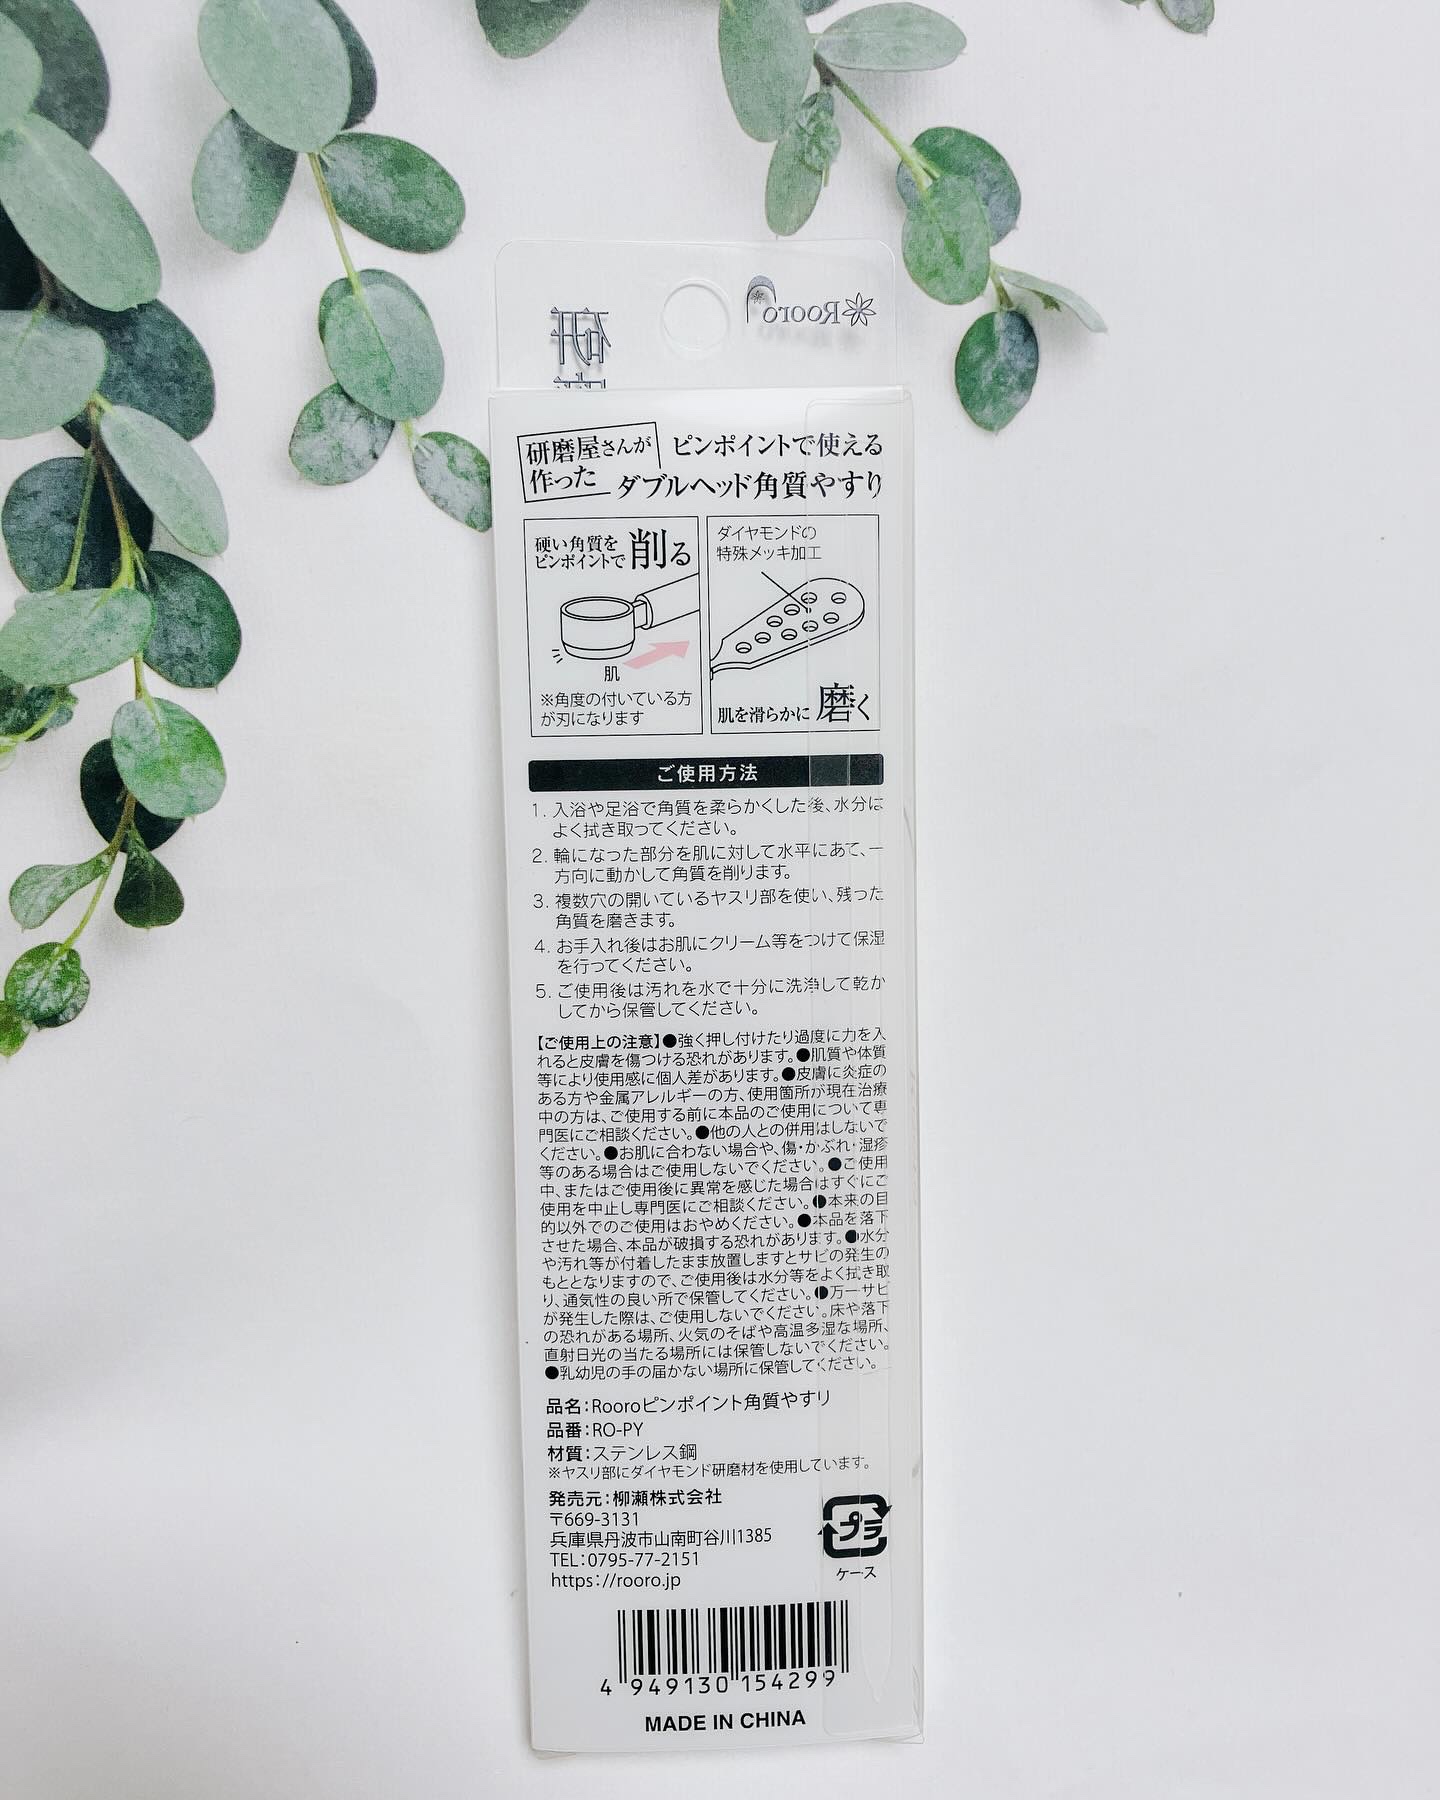 Rooro
研
研磨屋さんが
作った
ピンポイントで使える
ダブルヘッド角質やすり
硬い角質を
ピンポイントで削る
肌
※角度の付いている方
が刃になります
ダイヤモンドの
特殊メッキ加工
肌を滑らかに磨く
ご使用方法
1. 入浴や足浴で角質を柔らかくした後、水分は
よく拭き取ってください。
2. 輪になった部分を肌に対して水平にあて、一
方向に動かして角質を削ります。
3. 複数穴の開いているヤスリ部を使い、残った
角質を磨きます。
4. お手入れ後はお肌にクリーム等をつけて保湿
を行ってください。
5. ご使用後は汚れを水で十分に洗浄して乾か
してから保管してください。
【ご使用上の注意】●強く押し付けたり過度に力を入
れると皮膚を傷つける恐れがあります。●肌質や体質
等により使用感に個人差があります。●皮膚に炎症の
ある方や金属アレルギーの方、使用箇所が現在治療
中の方は、ご使用する前に本品のご使用について専
門医にご相談ください。●他の人との併用はしないで
ください。●お肌に合わない場合や、傷・かぶれ・湿疹
等のある場合はご使用しないでください。●ご使用
中、またはご使用後に異常を感じた場合はすぐにご
使用を中止し専門医にご相談ください。●本来の目
的以外でのご使用はおやめください。●本品を落下
させた場合、本品が破損する恐れがあります。●水分
や汚れ等が付着したまま放置しますとサビの発生の
もととなりますので、ご使用後は水分等をよく拭き取
り、通気性の良い所で保管してください。●万一サビ
が発生した際は、ご使用しないでください。床や落下
の恐れがある場所、火気のそばや高温多湿な場所、
直射日光の当たる場所には保管しないでください。
●乳幼児の手の届かない場所に保管してください。
品名：Rooroピンポイント角質やすり
品番：RO-PY
材質：ステンレス鋼
※ヤスリ部にダイヤモンド研磨材を使用しています。
発売元：柳瀬株式会社
〒669-3131
兵庫県丹波市山南町谷川1385
TEL：0795-77-2151
https://rooro.jp
プラ
ケース
4 949130 154299
MADE IN CHINA